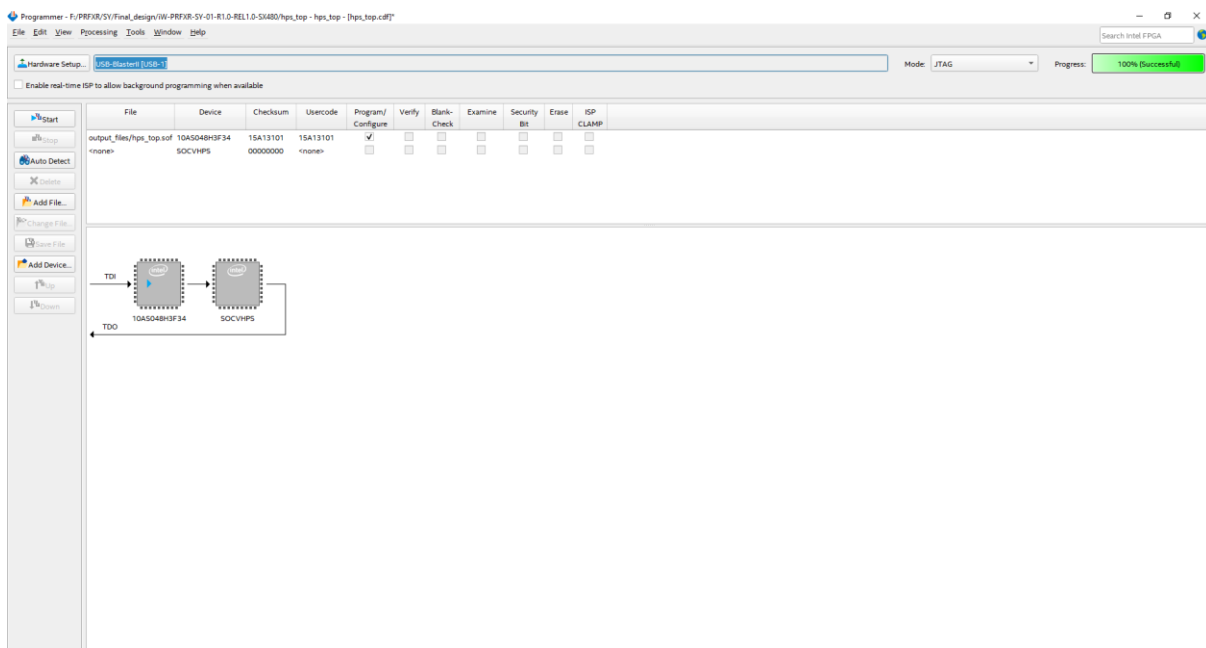 Programmer - F:/PRFXR/SY/Final_design/iW-PRFXR-SY-01-R1.0-REL1.0-SX480/hps_top - hps_top - [hps_top.cdf]*
File Edit View Processing Tools Window Help
Search Intel FPGA
Hardware Setup... USB-BlasterII [USB-1] Mode: JTAG Progress: 100% (Successful)
Enable real-time ISP to allow background programming when available
File Device Checksum Usercode Program/ Configure Verify Blank- Check Examine Security Bit Erase ISP CLAMP
output_files/hps_top.sof 10AS048H3F34 15A13101 15A13101
<none> SOCVHPS 00000000 <none>
Start
Stop
Auto Detect
Delete
Add File...
Change File...
Save File
Add Device...
Up
Down
TDI
intel
intel
10AS048H3F34 SOCVHPS
TDO